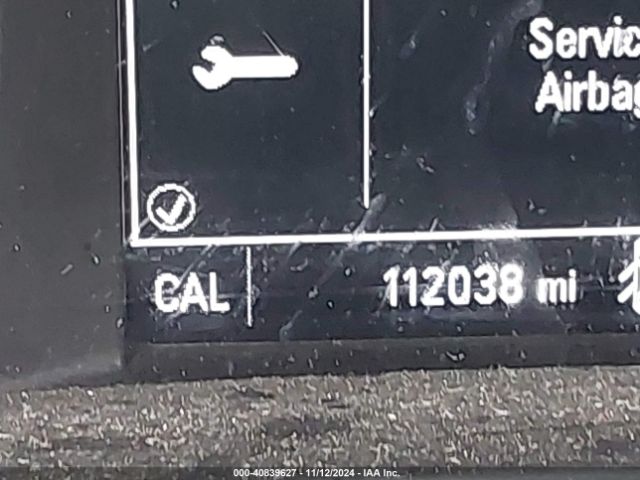 Servic
Airbag
CAL
112038 mi
000-40839627 - 11/12/2024 - IAA Inc.